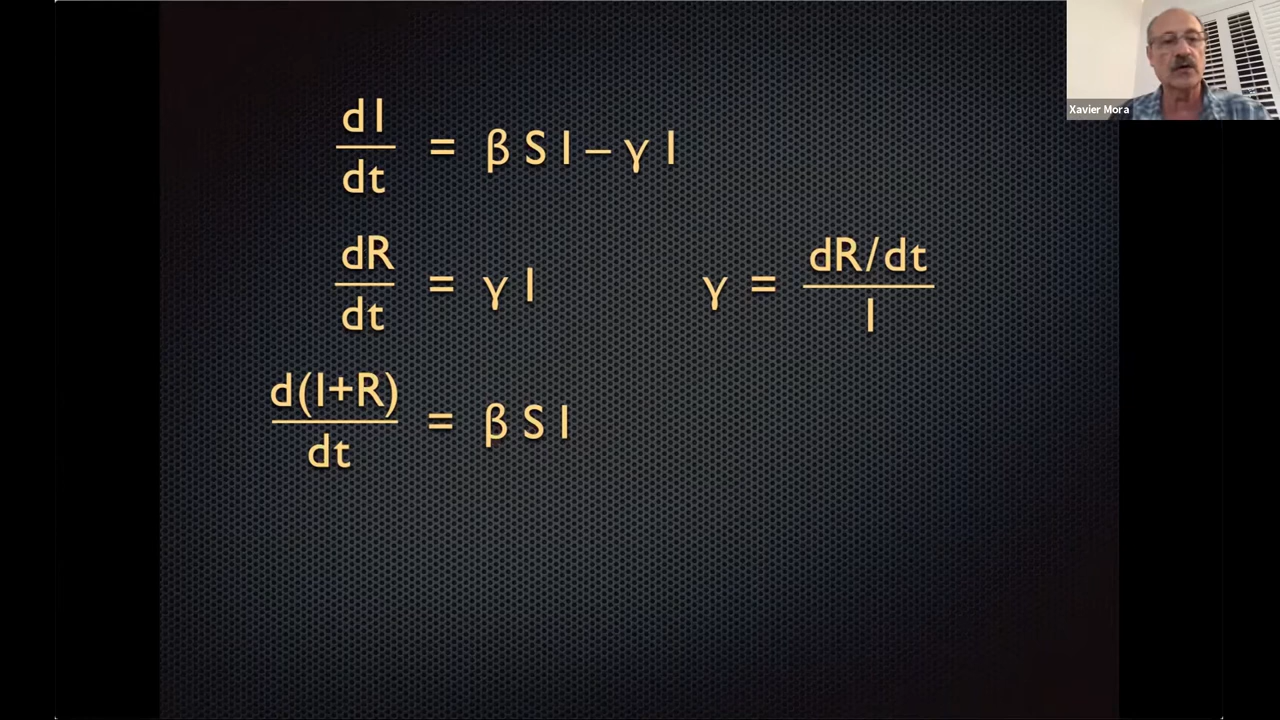 dI/dt = β S I – γ I
dR/dt = γ I
γ = dR/dt / I
d(I+R)/dt = β S I
Xavier Mora